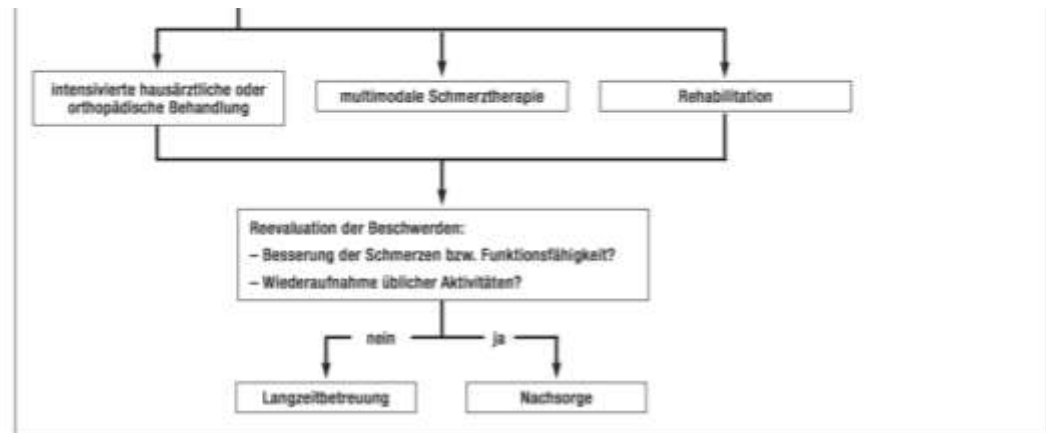 intensivierte hausärztliche oder
orthopädische Behandlung
multimodale Schmerztherapie
Rehabilitation
Reevaluation der Beschwerden:
– Besserung der Schmerzen bzw. Funktionsfähigkeit?
– Wiederaufnahme üblicher Aktivitäten?
nein
ja
Langzeitbetreuung
Nachsorge